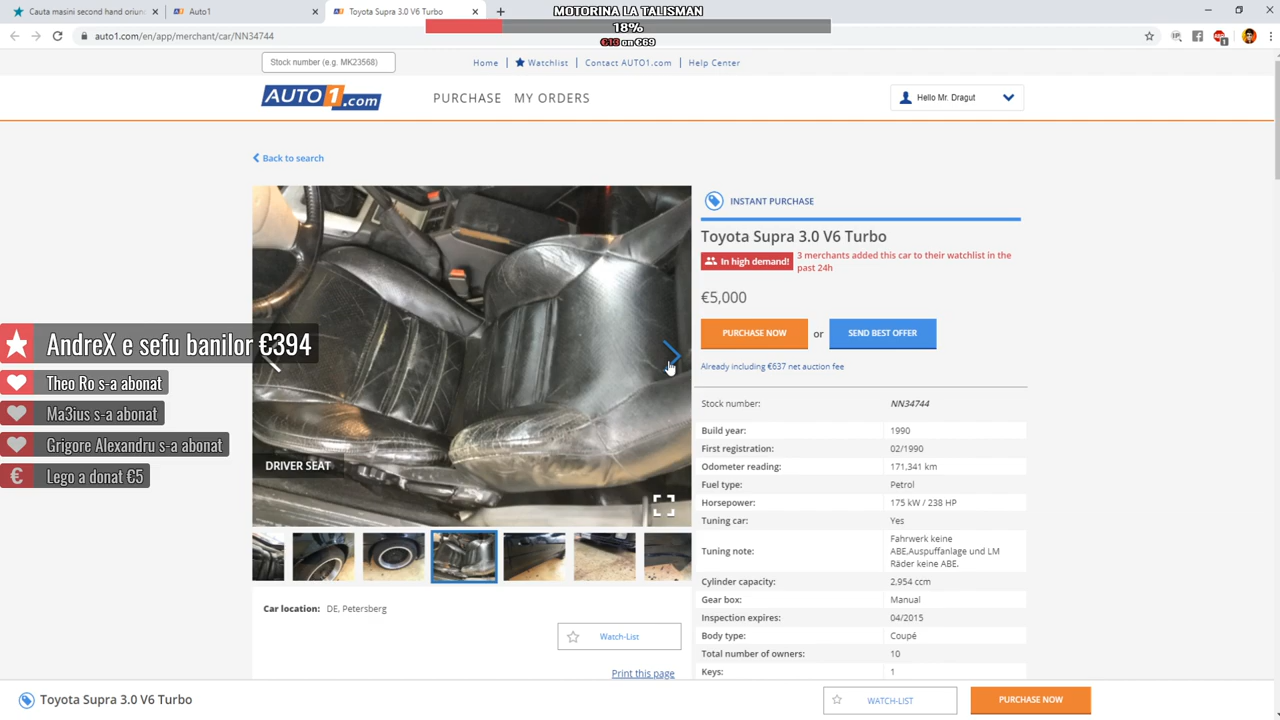 Cauta masini second hand oriun
Auto1
Toyota Supra 3.0 V6 Turbo
MOTORINA LA TALISMAN
18%
€13 on €69
auto1.com/en/app/merchant/car/NN34744
Stock number (e.g. MK23568)
Home | Watchlist | Contact AUTO1.com | Help Center
AUTO1.com
PURCHASE MY ORDERS
Hello Mr. Dragut
Back to search
INSTANT PURCHASE
Toyota Supra 3.0 V6 Turbo
In high demand! 3 merchants added this car to their watchlist in the
past 24h
€5,000
PURCHASE NOW or SEND BEST OFFER
Already including €637 net auction fee
AndreX e sefu banilor €394
Theo Ro s-a abonat
Ma3ius s-a abonat
Grigore Alexandru s-a abonat
Lego a donat €5
DRIVER SEAT
Stock number: NN34744
Build year: 1990
First registration: 02/1990
Odometer reading: 171,341 km
Fuel type: Petrol
Horsepower: 175 kW / 238 HP
Tuning car: Yes
Tuning note: Fahrwerk keine
ABE,Auspuffanlage und LM
Räder keine ABE.
Cylinder capacity: 2,954 ccm
Gear box: Manual
Inspection expires: 04/2015
Body type: Coupé
Total number of owners: 10
Keys: 1
Car location: DE, Petersberg
Watch-List
Print this page
Toyota Supra 3.0 V6 Turbo
WATCH-LIST
PURCHASE NOW